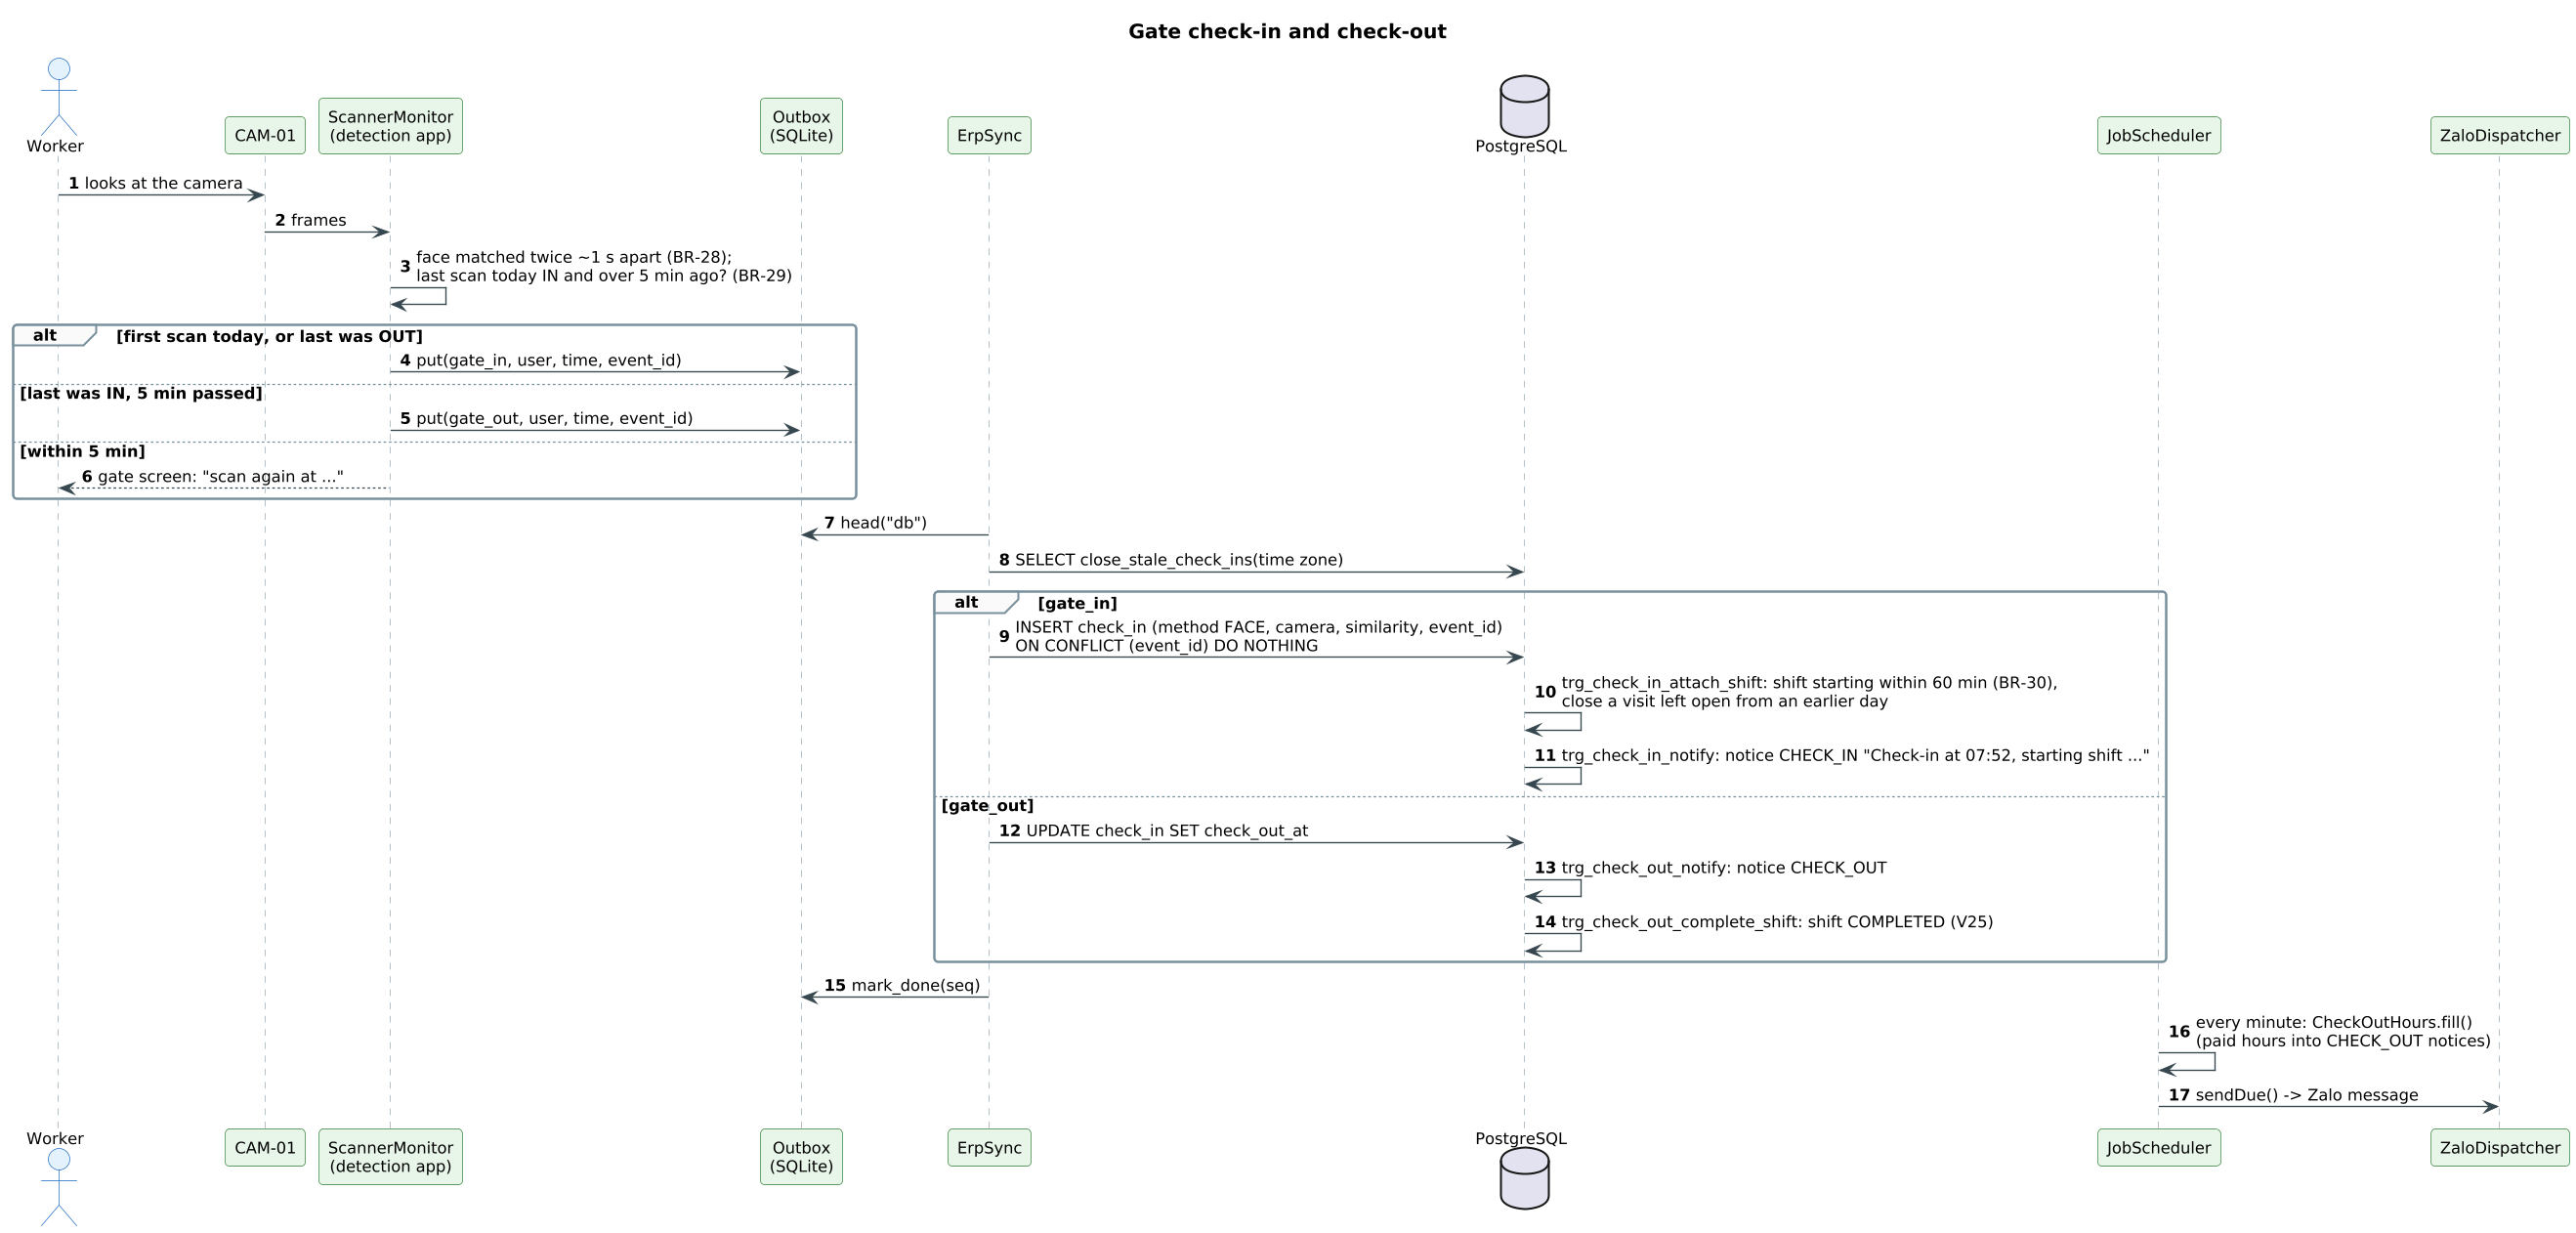 Gate check-in and check-out
Worker
CAM-01
ScannerMonitor
(detection app)
Outbox
(SQLite)
ErpSync
PostgreSQL
JobScheduler
ZaloDispatcher
1 looks at the camera
2 frames
3 face matched twice ~1 s apart (BR-28);
last scan today IN and over 5 min ago? (BR-29)
alt [first scan today, or last was OUT]
4 put(gate_in, user, time, event_id)
[last was IN, 5 min passed]
5 put(gate_out, user, time, event_id)
[within 5 min]
6 gate screen: "scan again at ..."
7 head("db")
8 SELECT close_stale_check_ins(time zone)
alt [gate_in]
9 INSERT check_in (method FACE, camera, similarity, event_id)
ON CONFLICT (event_id) DO NOTHING
10 trg_check_in_attach_shift: shift starting within 60 min (BR-30),
close a visit left open from an earlier day
11 trg_check_in_notify: notice CHECK_IN "Check-in at 07:52, starting shift ..."
[gate_out]
12 UPDATE check_in SET check_out_at
13 trg_check_out_notify: notice CHECK_OUT
14 trg_check_out_complete_shift: shift COMPLETED (V25)
15 mark_done(seq)
16 every minute: CheckOutHours.fill()
(paid hours into CHECK_OUT notices)
17 sendDue() -> Zalo message
Worker
CAM-01
ScannerMonitor
(detection app)
Outbox
(SQLite)
ErpSync
PostgreSQL
JobScheduler
ZaloDispatcher